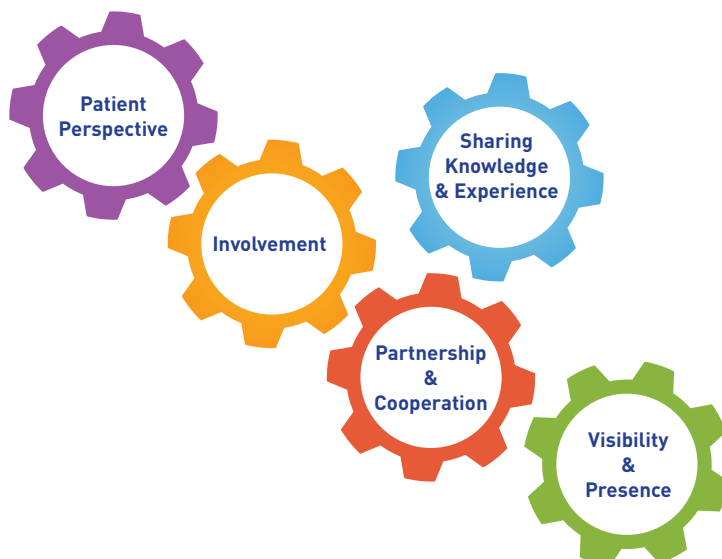 Patient
Perspective
Sharing
Knowledge
& Experience
Involvement
Partnership
&
Cooperation
Visibility
&
Presence